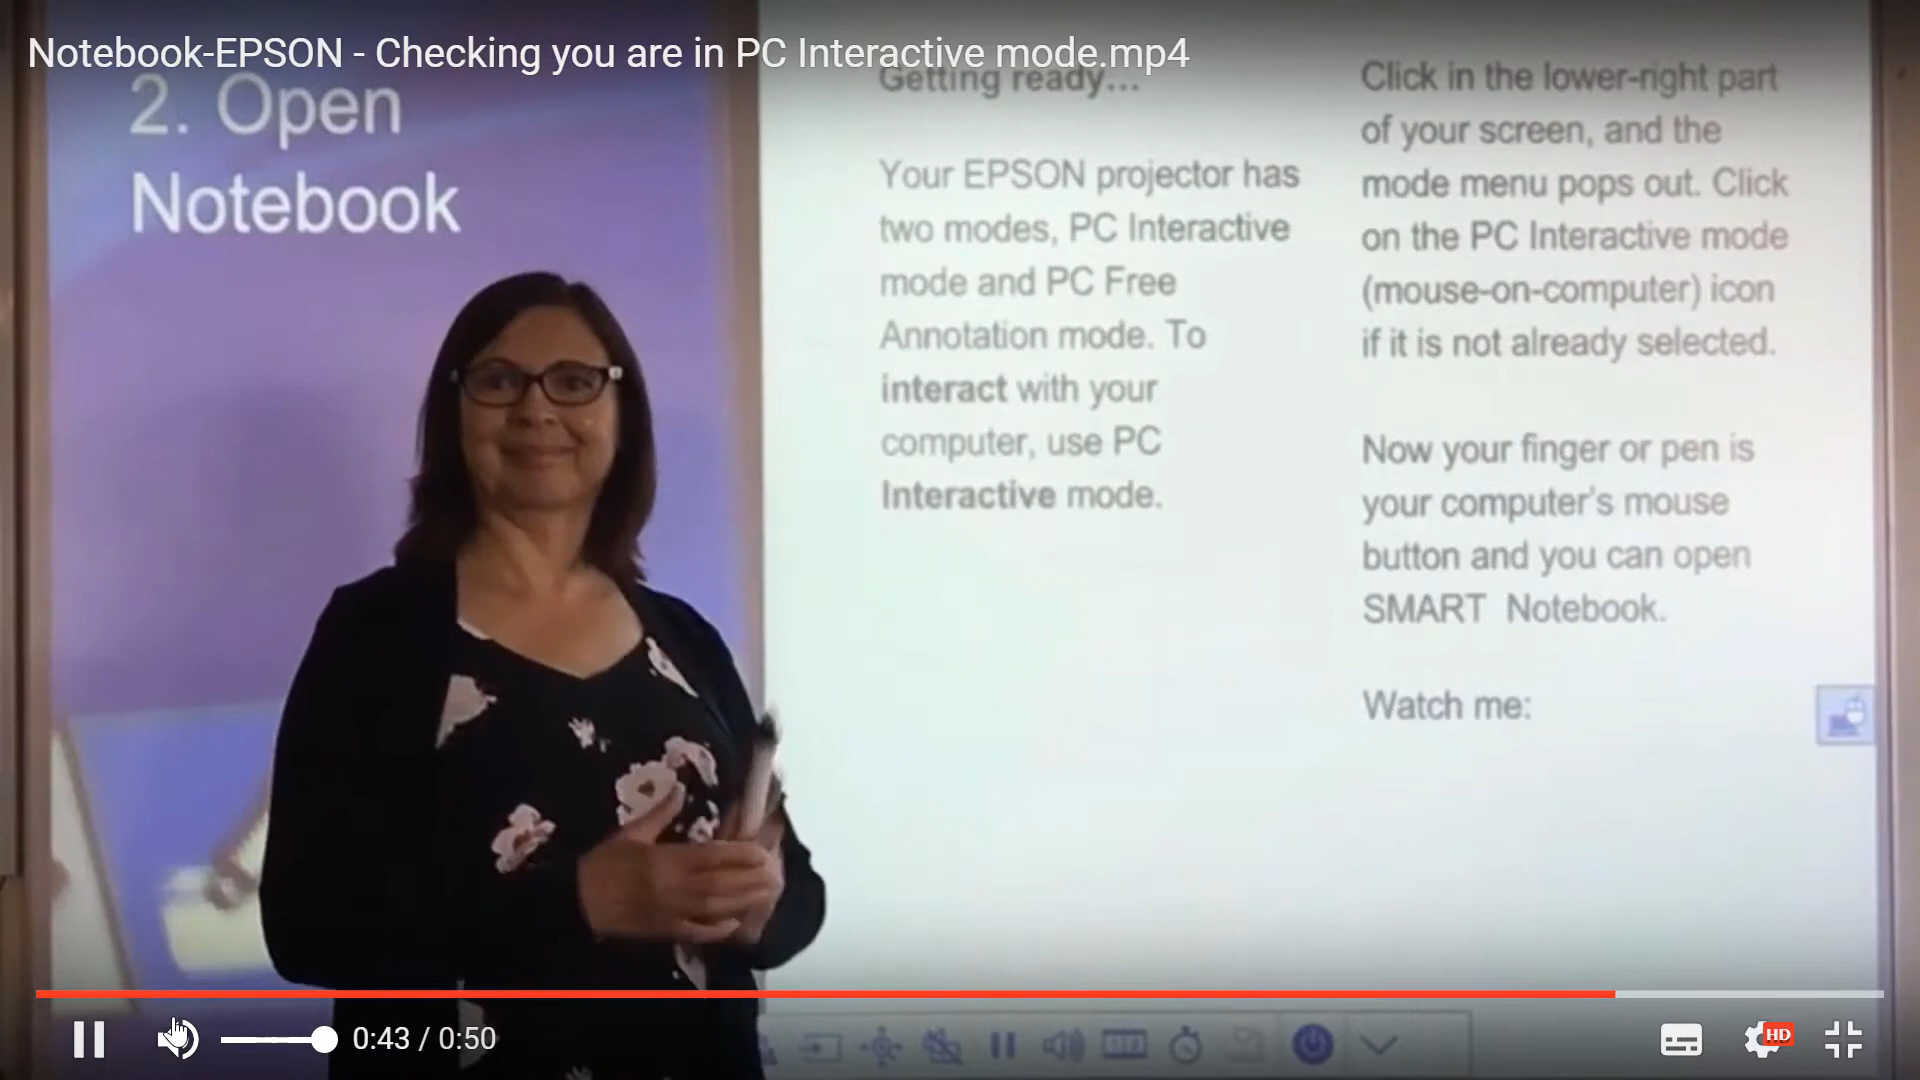 Notebook-EPSON - Checking you are in PC Interactive mode.mp4
2. Open
Notebook
Getting ready...
Your EPSON projector has
two modes, PC Interactive
mode and PC Free
Annotation mode. To
interact with your
computer, use PC
Interactive mode.
Click in the lower-right part
of your screen, and the
mode menu pops out. Click
on the PC Interactive mode
(mouse-on-computer) icon
if it is not already selected.
Now your finger or pen is
your computer's mouse
button and you can open
SMART Notebook.
Watch me:
0:43 / 0:50
HD